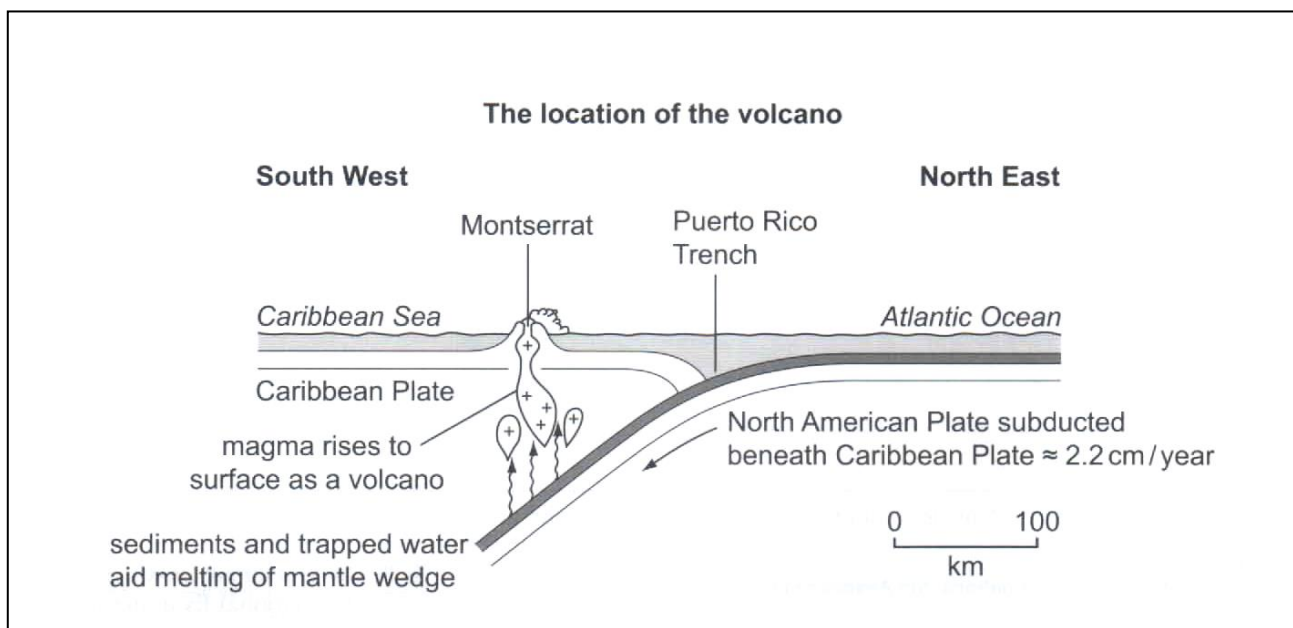 The location of the volcano
South West
North East
Montserrat
Puerto Rico
Trench
Caribbean Sea
Atlantic Ocean
Caribbean Plate
magma rises to
surface as a volcano
North American Plate subducted
beneath Caribbean Plate ≈ 2.2 cm/year
sediments and trapped water
aid melting of mantle wedge
0 100
km